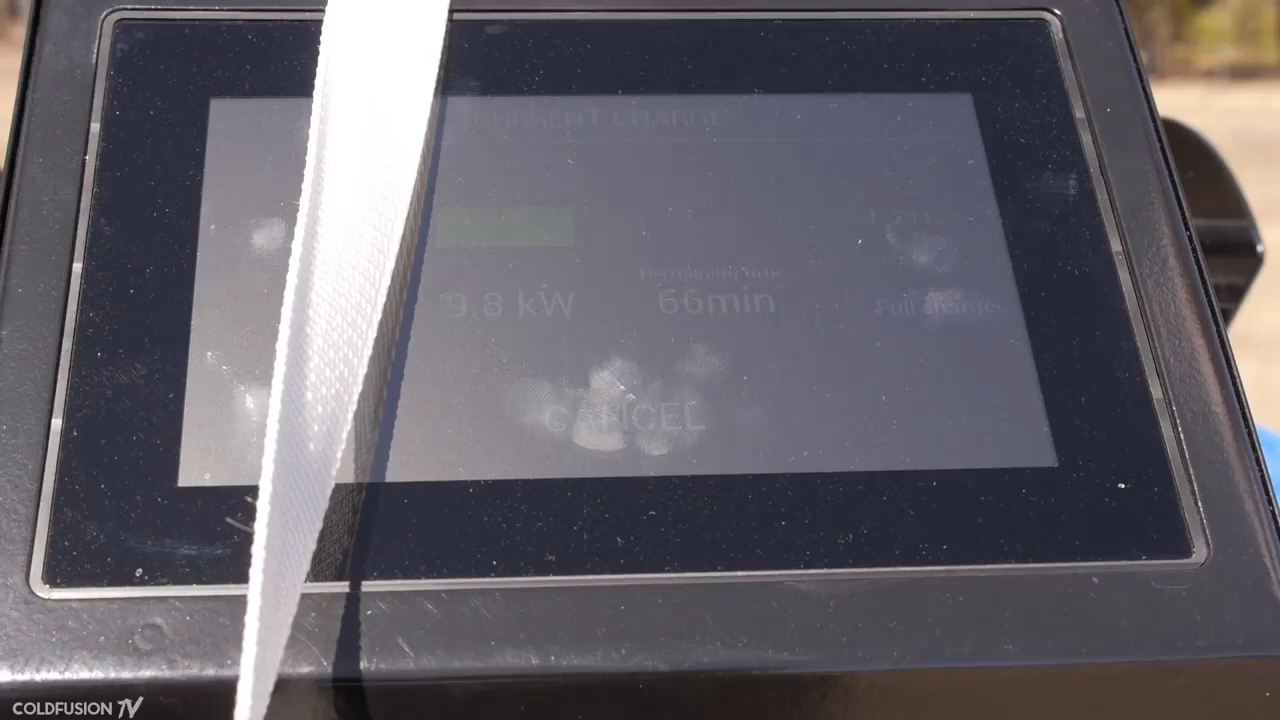 CURRENT CHARGE
Remaining time
9.8 kW
66min
Full charge
CANCEL
COLDFUSION TV